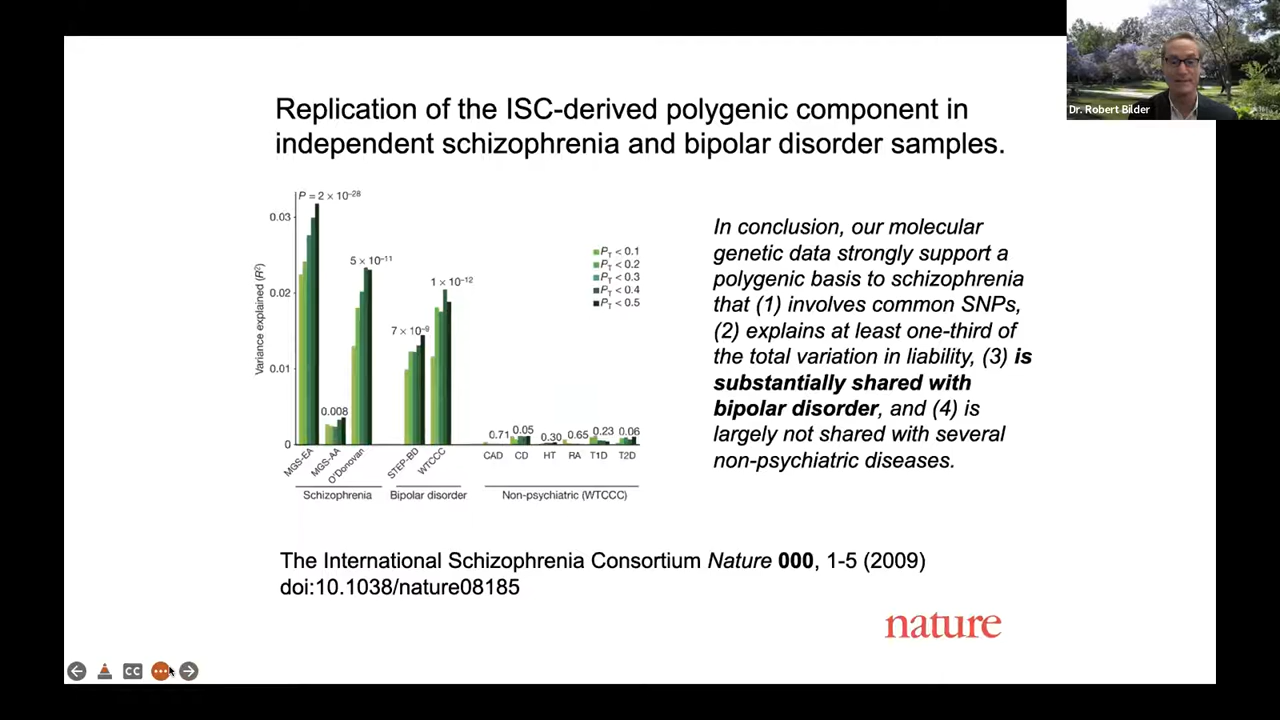 Dr. Robert Bilder
Replication of the ISC-derived polygenic component in
independent schizophrenia and bipolar disorder samples.
P = 2 × 10–28
0.03
0.02
0.01
0
Variance explained (R2)
0.008
5 × 10–11
7 × 10–9
1 × 10–12
PT < 0.1
PT < 0.2
PT < 0.3
PT < 0.4
PT < 0.5
0.71 0.05 0.30 0.65 0.23 0.06
MGS-EA
MGS-AA
O'Donovan
STEP-BD
WTCCC
CAD CD HT RA T1D T2D
Schizophrenia
Bipolar disorder
Non-psychiatric (WTCCC)
In conclusion, our molecular
genetic data strongly support a
polygenic basis to schizophrenia
that (1) involves common SNPs,
(2) explains at least one-third of
the total variation in liability, (3) is
substantially shared with
bipolar disorder, and (4) is
largely not shared with several
non-psychiatric diseases.
The International Schizophrenia Consortium Nature 000, 1-5 (2009)
doi:10.1038/nature08185
nature
CC